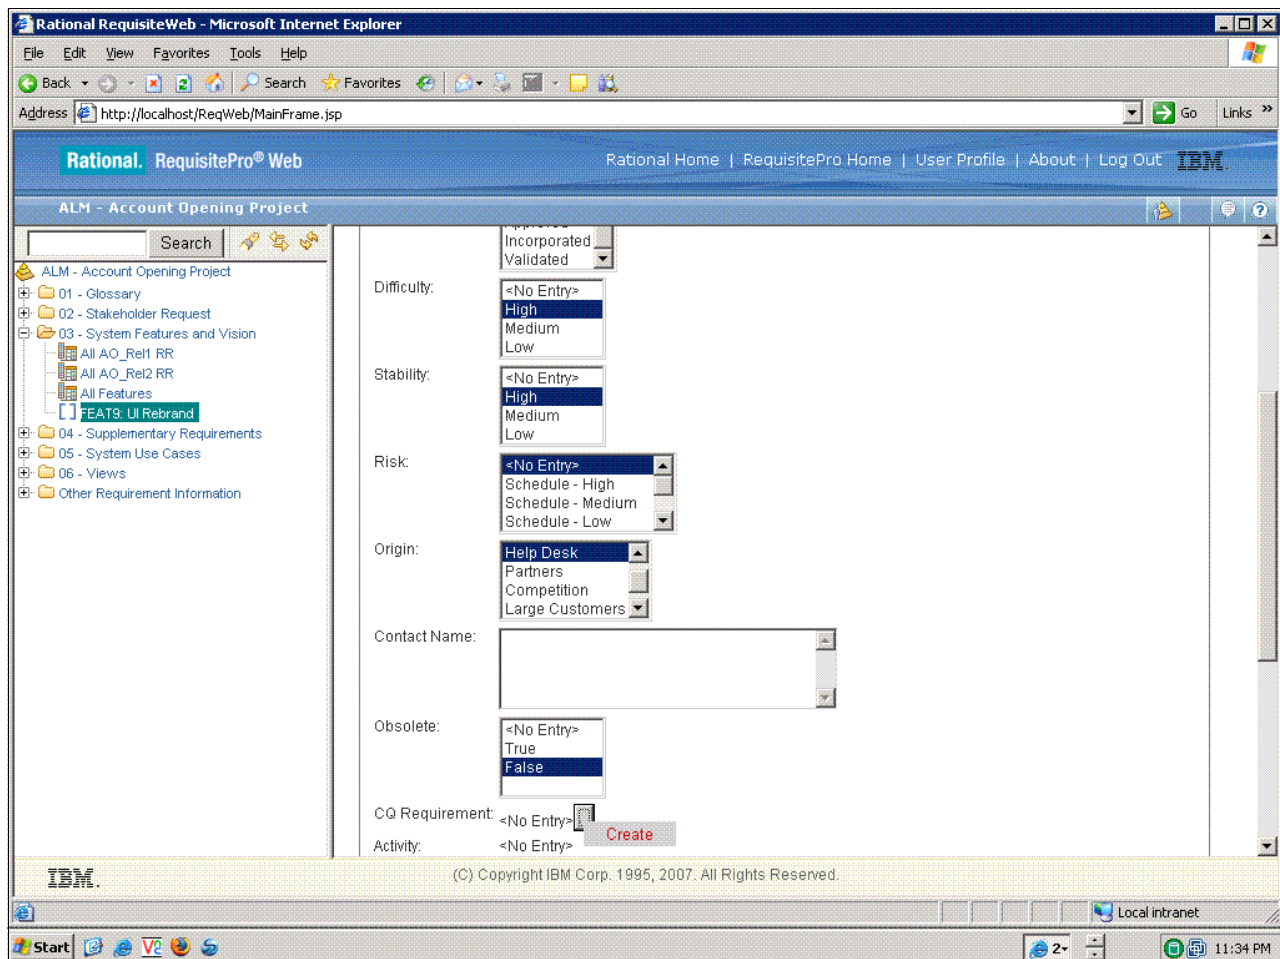 Rational RequisiteWeb - Microsoft Internet Explorer
File Edit View Favorites Tools Help
Back Search Favorites
Address http://localhost/ReqWeb/MainFrame.jsp Go Links »
Rational. RequisitePro® Web Rational Home | RequisitePro Home | User Profile | About | Log Out IBM.
ALM - Account Opening Project
Search
ALM - Account Opening Project
01 - Glossary
02 - Stakeholder Request
03 - System Features and Vision
All AO_Rel1 RR
All AO_Rel2 RR
All Features
FEAT9: UI Rebrand
04 - Supplementary Requirements
05 - System Use Cases
06 - Views
Other Requirement Information
Incorporated
Validated
Difficulty:
<No Entry>
High
Medium
Low
Stability:
<No Entry>
High
Medium
Low
Risk:
<No Entry>
Schedule - High
Schedule - Medium
Schedule - Low
Origin:
Help Desk
Partners
Competition
Large Customers
Contact Name:
Obsolete:
<No Entry>
True
False
CQ Requirement: <No Entry>
Create
Activity: <No Entry>
IBM. (C) Copyright IBM Corp. 1995, 2007. All Rights Reserved.
Local intranet
Start 2 11:34 PM